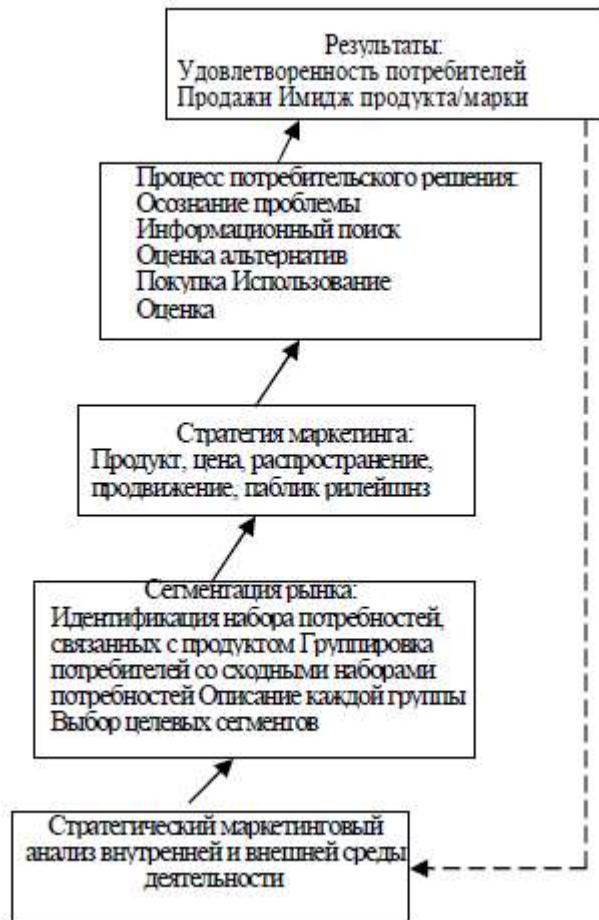 Результаты:
Удовлетворенность потребителей
Продажи Имидж продукта/марки
Процесс потребительского решения:
Осознание проблемы
Информационный поиск
Оценка альтернатив
Покупка Использование
Оценка
Стратегия маркетинга:
Продукт, цена, распространение,
продвижение, паблик рилейшнз
Сегментация рынка:
Идентификация набора потребностей,
связанных с продуктом Группировка
потребителей со сходными наборами
потребностей Описание каждой группы
Выбор целевых сегментов
Стратегический маркетинговый
анализ внутренней и внешней среды
деятельности